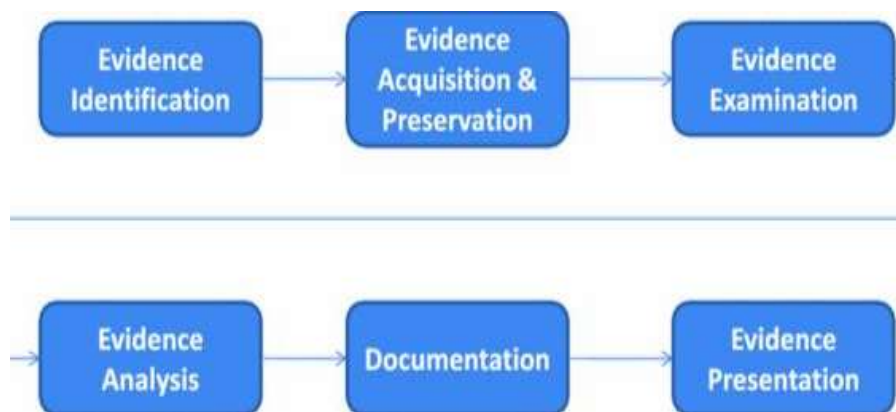 Evidence
Identification
Evidence
Acquisition &
Preservation
Evidence
Examination
Evidence
Analysis
Documentation
Evidence
Presentation